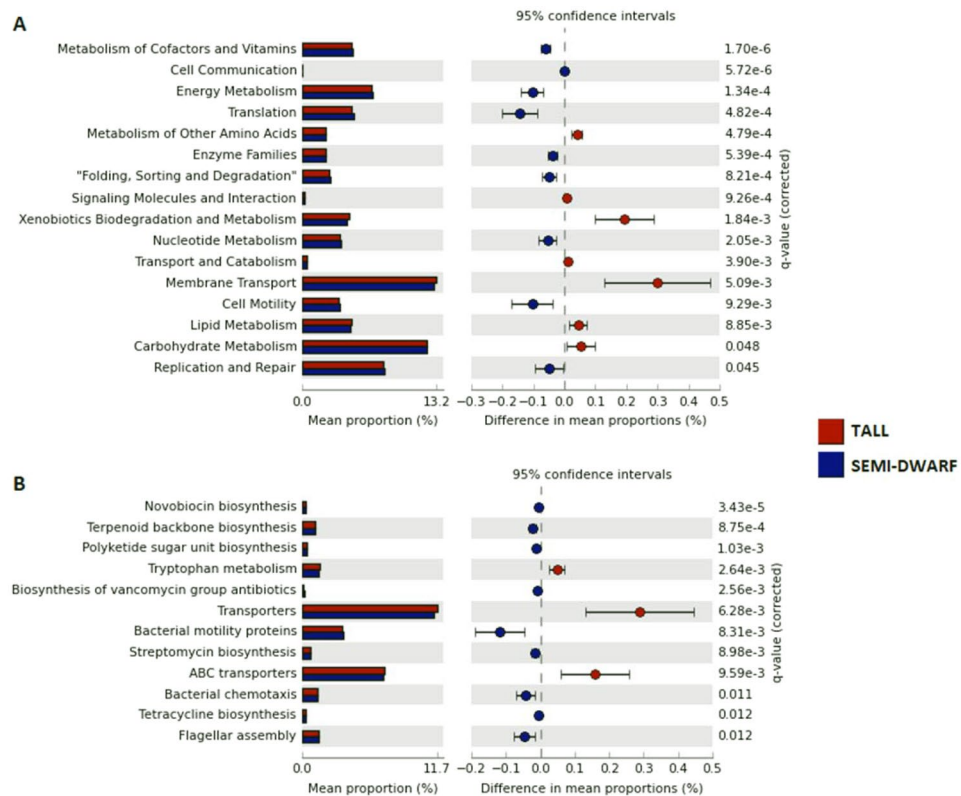 A
95% confidence intervals
Metabolism of Cofactors and Vitamins 1.70e-6
Cell Communication 5.72e-6
Energy Metabolism 1.34e-4
Translation 4.82e-4
Metabolism of Other Amino Acids 4.79e-4
Enzyme Families 5.39e-4
"Folding, Sorting and Degradation" 8.21e-4
Signaling Molecules and Interaction 9.26e-4
Xenobiotics Biodegradation and Metabolism 1.84e-3
Nucleotide Metabolism 2.05e-3
Transport and Catabolism 3.90e-3
Membrane Transport 5.09e-3
Cell Motility 9.29e-3
Lipid Metabolism 8.85e-3
Carbohydrate Metabolism 0.048
Replication and Repair 0.045
q-value (corrected)
0.0 13.2 −0.3 −0.2 −0.1 0.0 0.1 0.2 0.3 0.4 0.5
Mean proportion (%) Difference in mean proportions (%)
TALL
SEMI-DWARF
B
95% confidence intervals
Novobiocin biosynthesis 3.43e-5
Terpenoid backbone biosynthesis 8.75e-4
Polyketide sugar unit biosynthesis 1.03e-3
Tryptophan metabolism 2.64e-3
Biosynthesis of vancomycin group antibiotics 2.56e-3
Transporters 6.28e-3
Bacterial motility proteins 8.31e-3
Streptomycin biosynthesis 8.98e-3
ABC transporters 9.59e-3
Bacterial chemotaxis 0.011
Tetracycline biosynthesis 0.012
Flagellar assembly 0.012
q-value (corrected)
0.0 11.7 −0.2 −0.1 0.0 0.1 0.2 0.3 0.4 0.5
Mean proportion (%) Difference in mean proportions (%)